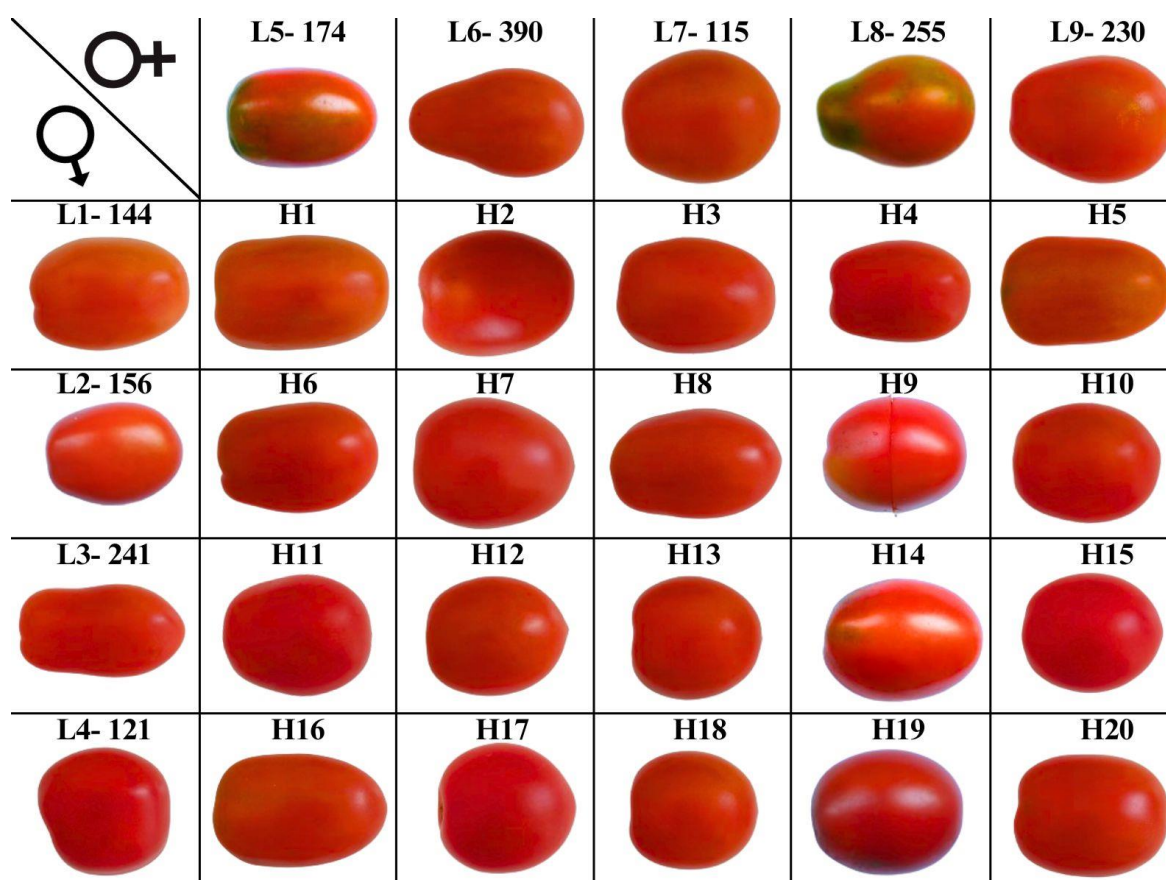 L5- 174 L6- 390 L7- 115 L8- 255 L9- 230
L1- 144 H1 H2 H3 H4 H5
L2- 156 H6 H7 H8 H9 H10
L3- 241 H11 H12 H13 H14 H15
L4- 121 H16 H17 H18 H19 H20